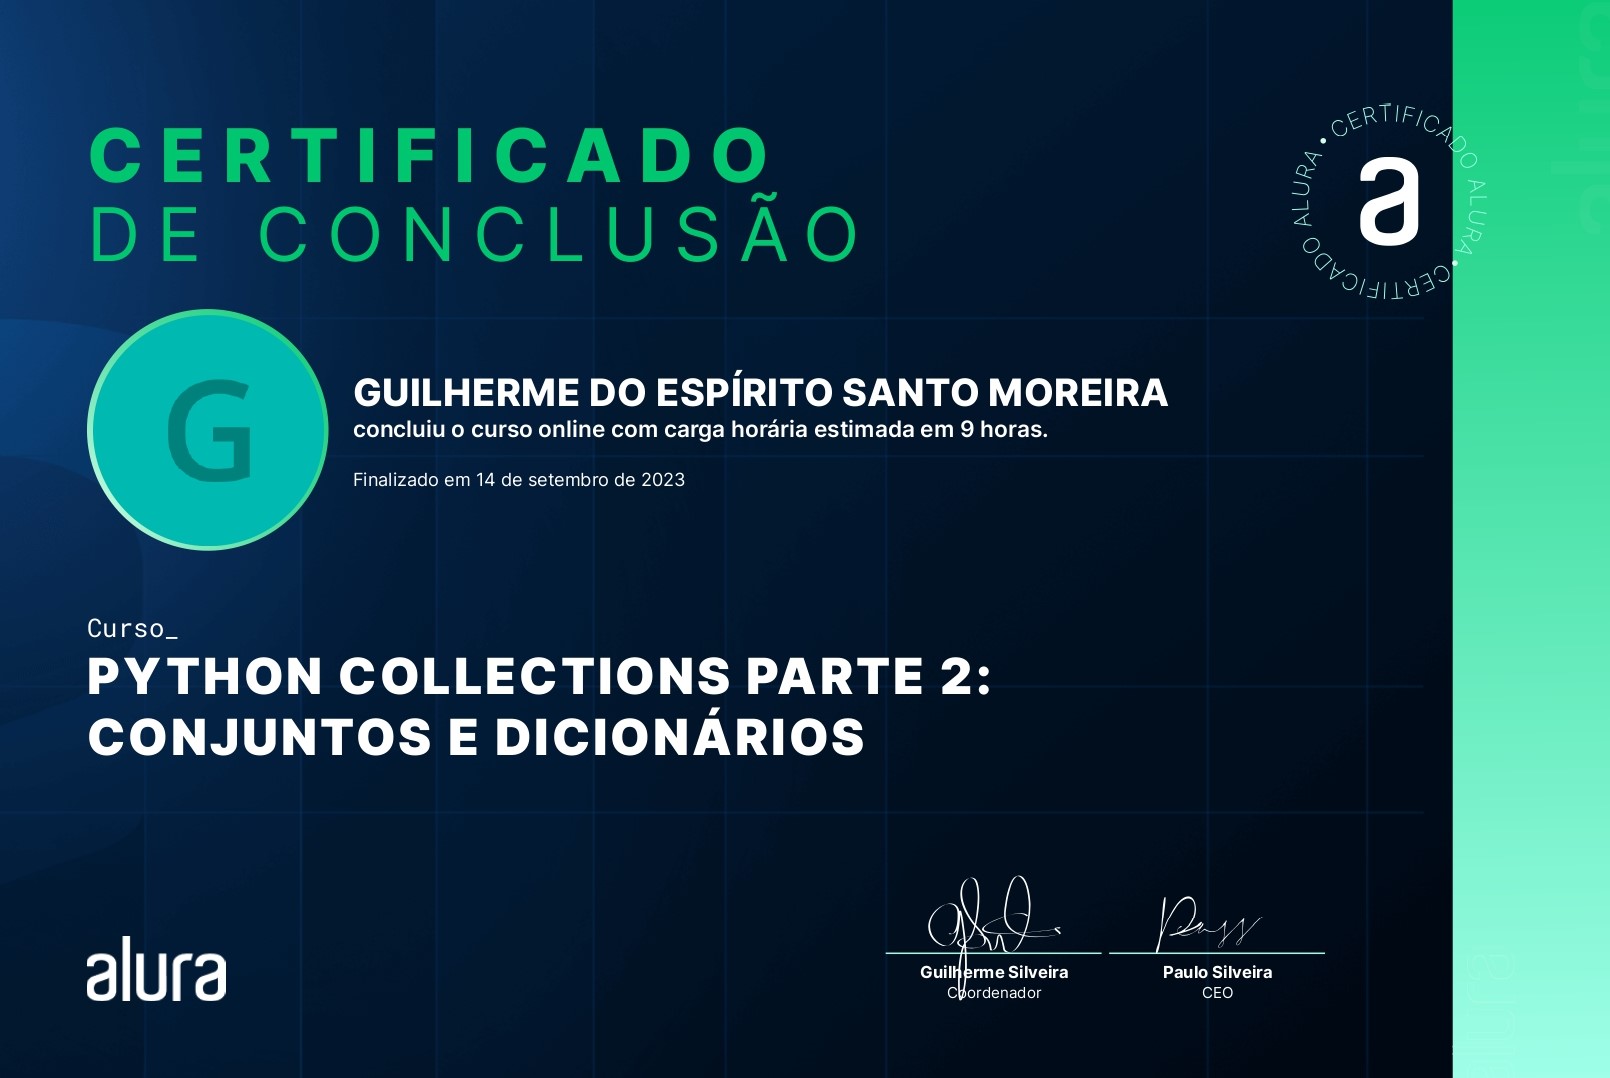 CERTIFICADO
DE CONCLUSÃO
CERTIFICADO ALURA • CERTIFICADO ALURA •
a
G
GUILHERME DO ESPÍRITO SANTO MOREIRA
concluiu o curso online com carga horária estimada em 9 horas.
Finalizado em 14 de setembro de 2023
Curso_
PYTHON COLLECTIONS PARTE 2:
CONJUNTOS E DICIONÁRIOS
alura
Guilherme Silveira
Coordenador
Paulo Silveira
CEO
alura
alura